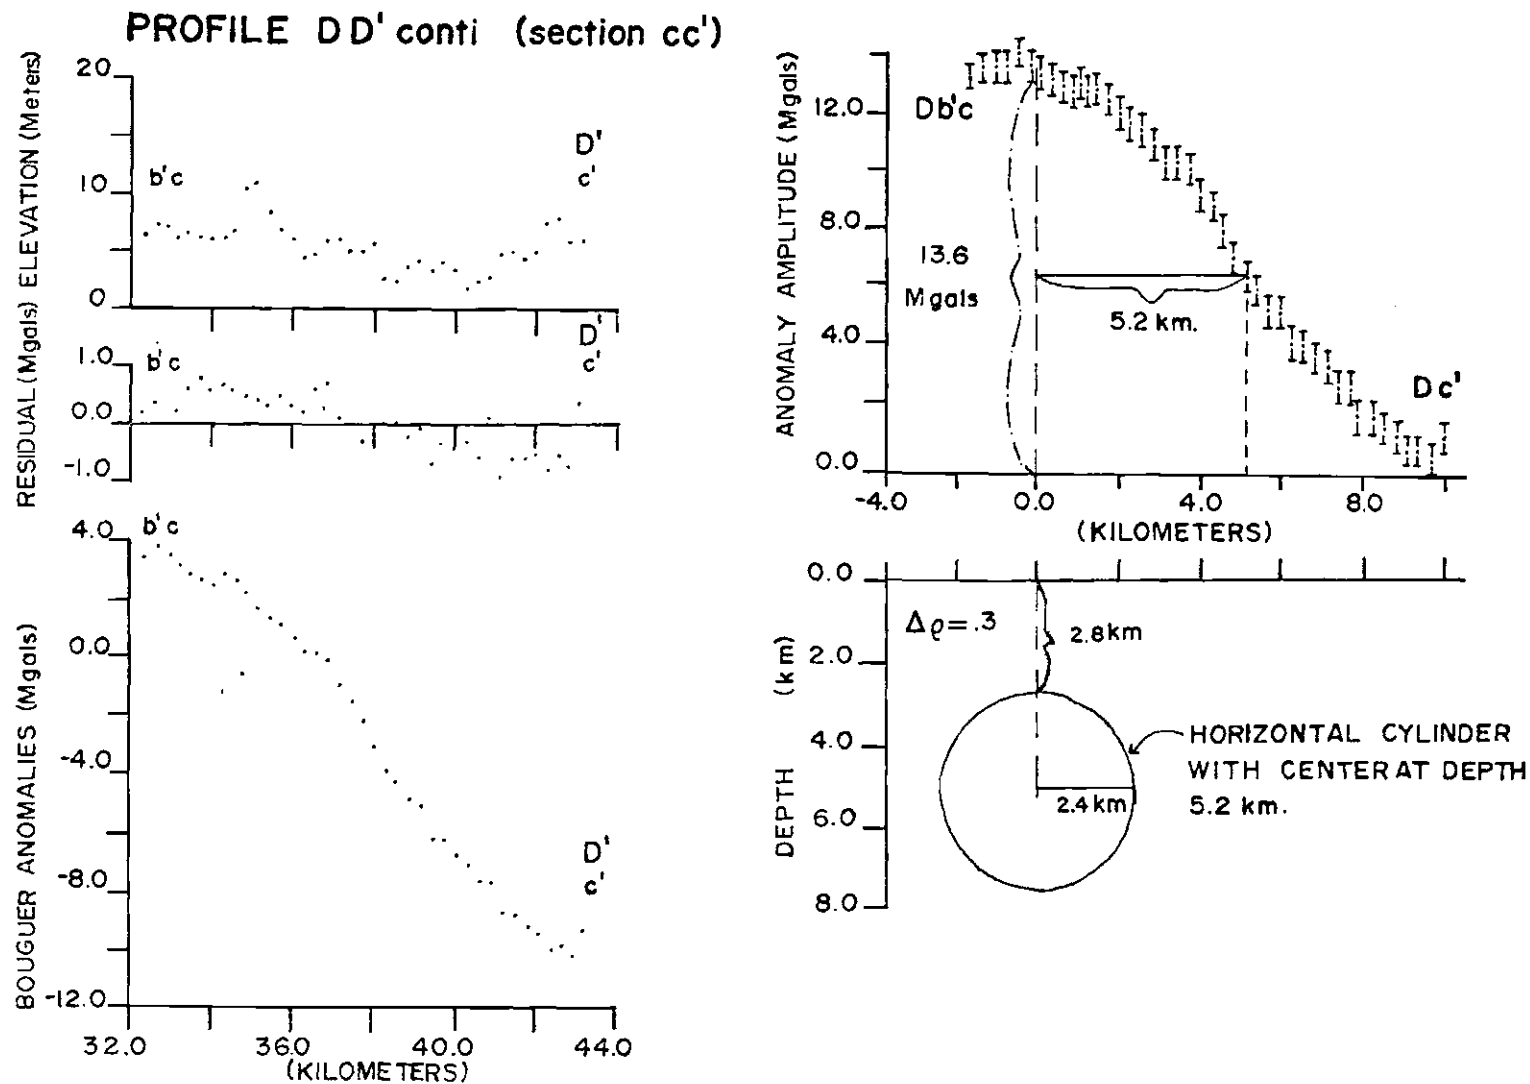 PROFILE DD' conti (section cc')
RESIDUAL (Mgals) ELEVATION (Meters)
20
10
0
b'c
D'
c'
1.0
0.0
-1.0
b'c
D'
c'
BOUGUER ANOMALIES (Mgals)
4.0
0.0
-4.0
-8.0
-12.0
b'c
D'
c'
32.0 36.0 40.0 44.0
(KILOMETERS)
ANOMALY AMPLITUDE (Mgals)
12.0
8.0
4.0
0.0
Db'c
13.6
Mgals
5.2 km.
Dc'
-4.0 0.0 4.0 8.0
(KILOMETERS)
DEPTH (km)
0.0
2.0
4.0
6.0
8.0
Δρ=.3
2.8km
2.4km
HORIZONTAL CYLINDER
WITH CENTER AT DEPTH
5.2 km.